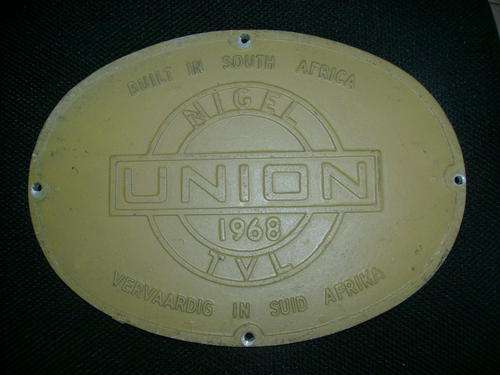 BUILT IN SOUTH AFRICA
NIGEL
UNION
1968
TVL
VERVAARDIG IN SUID AFRIKA